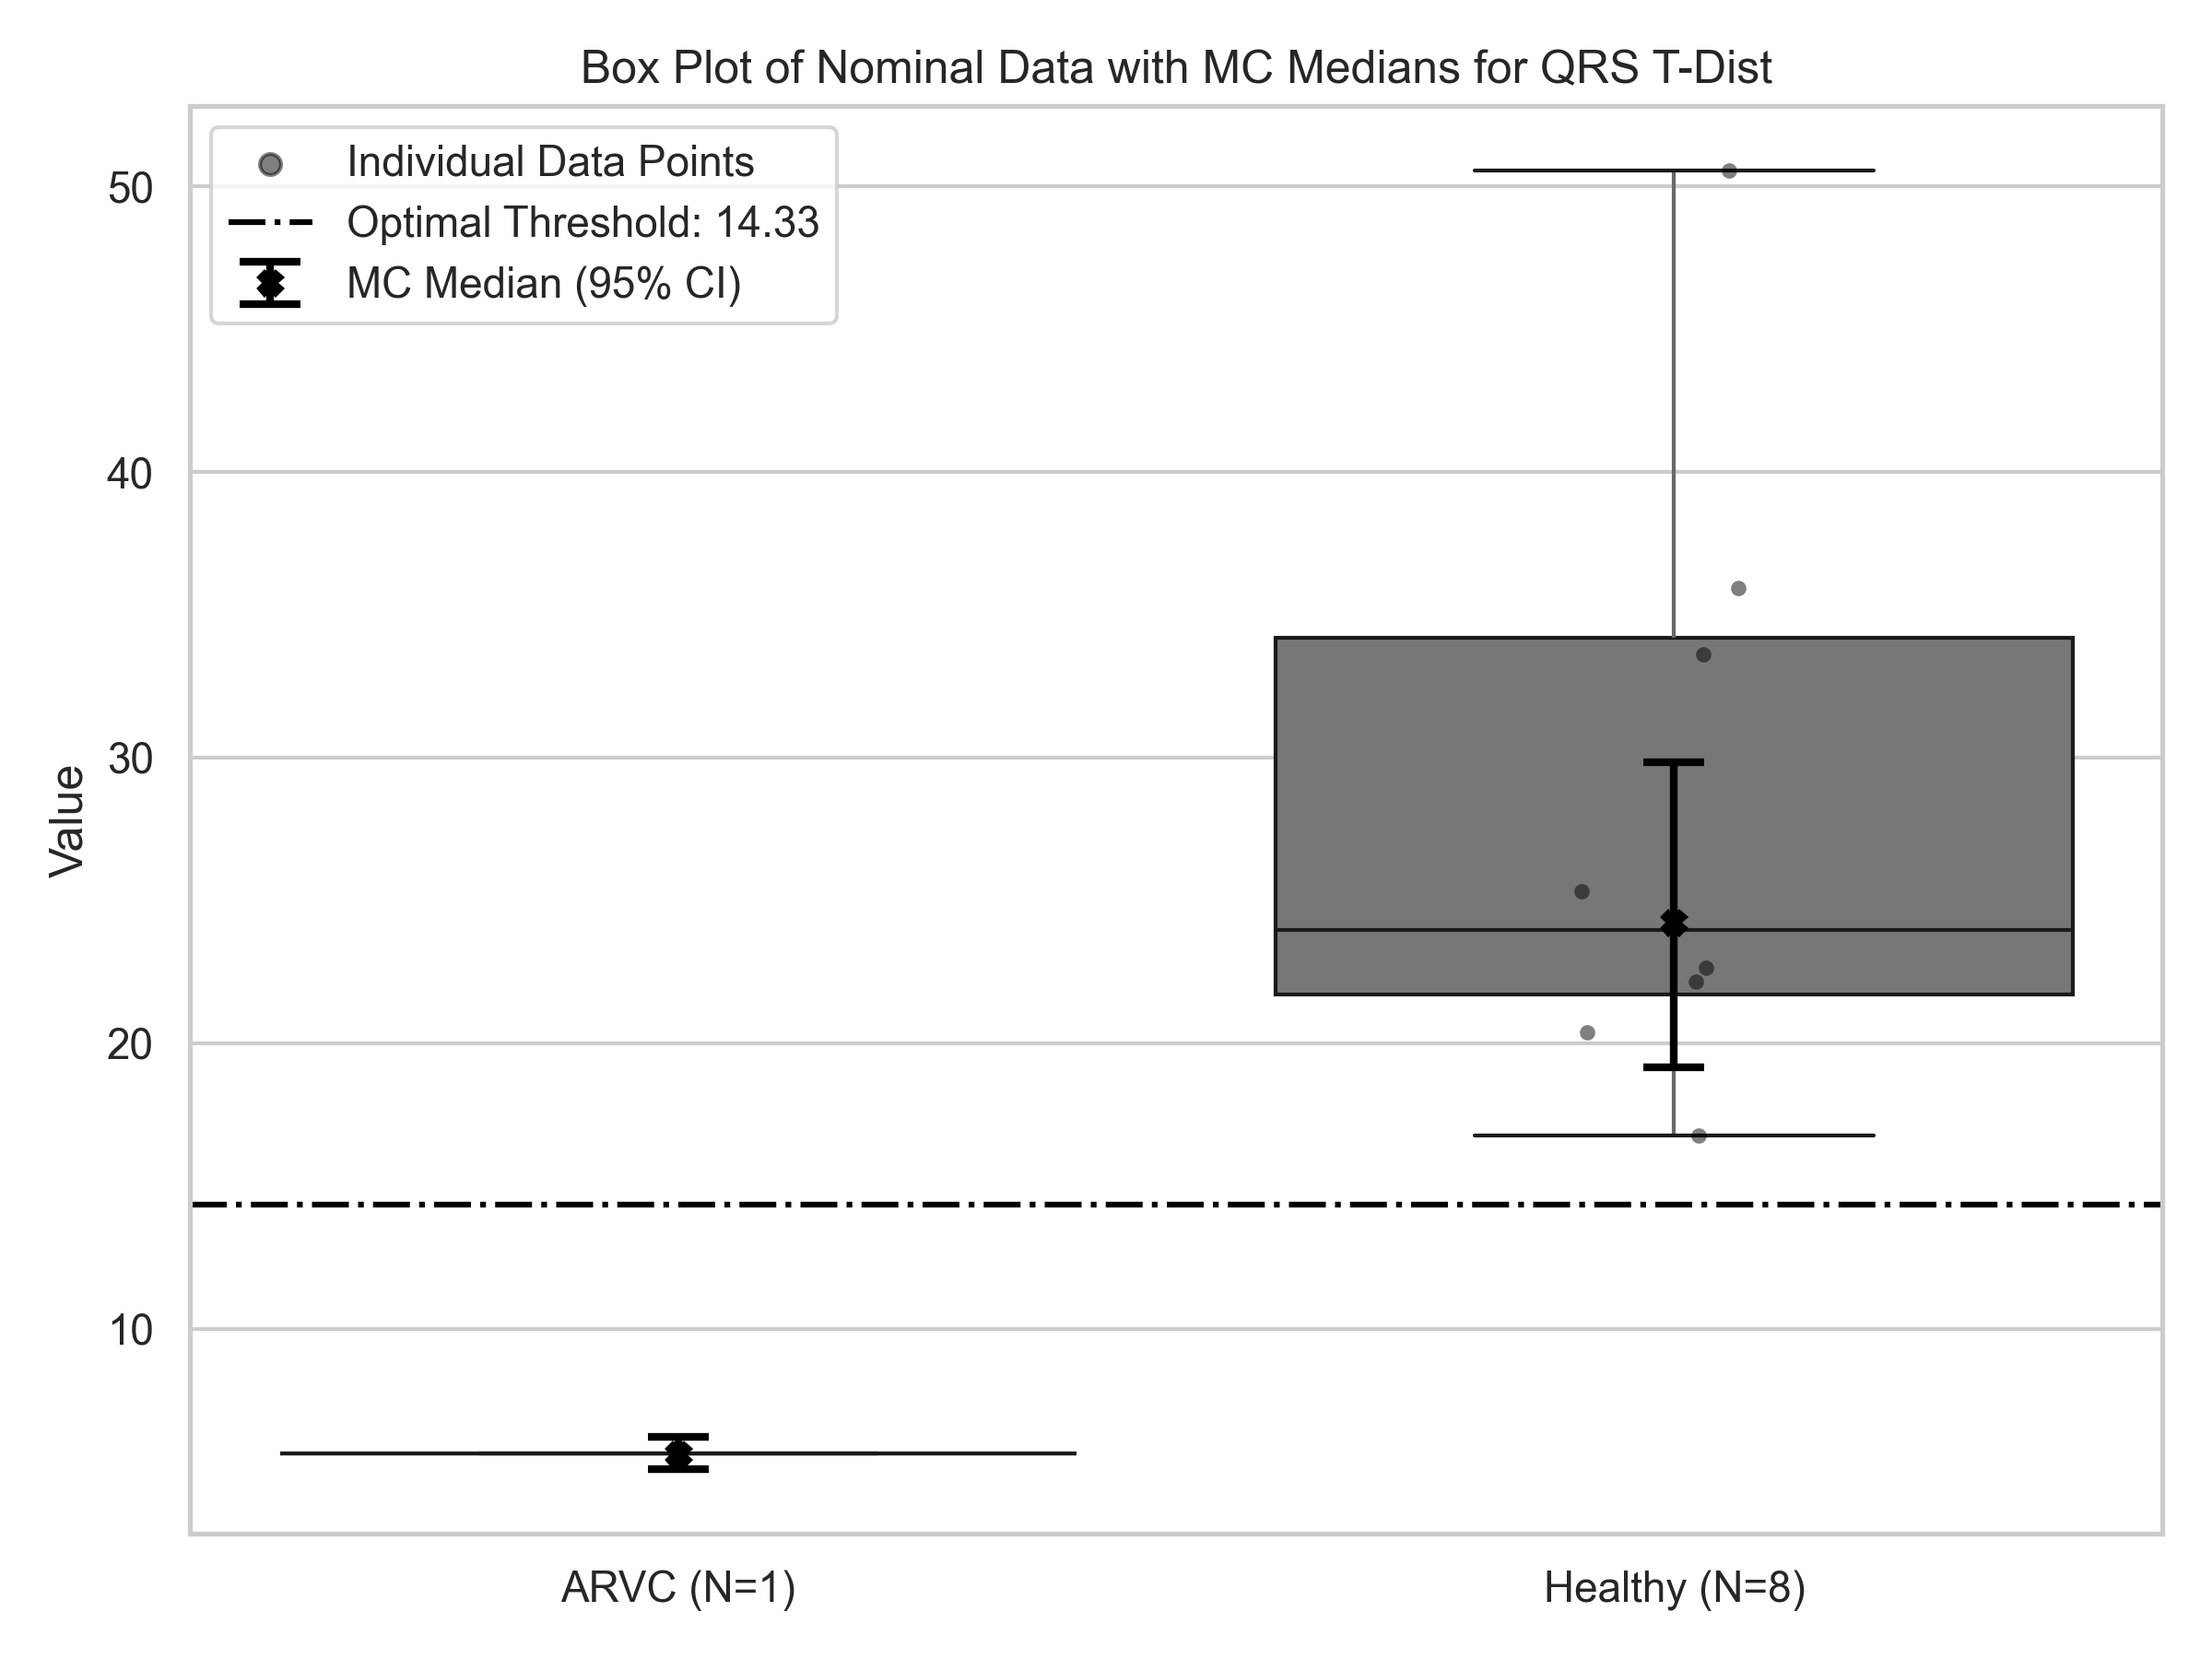 Box Plot of Nominal Data with MC Medians for QRS T-Dist
Individual Data Points
Optimal Threshold: 14.33
MC Median (95% CI)
Value
50
40
30
20
10
ARVC (N=1)
Healthy (N=8)